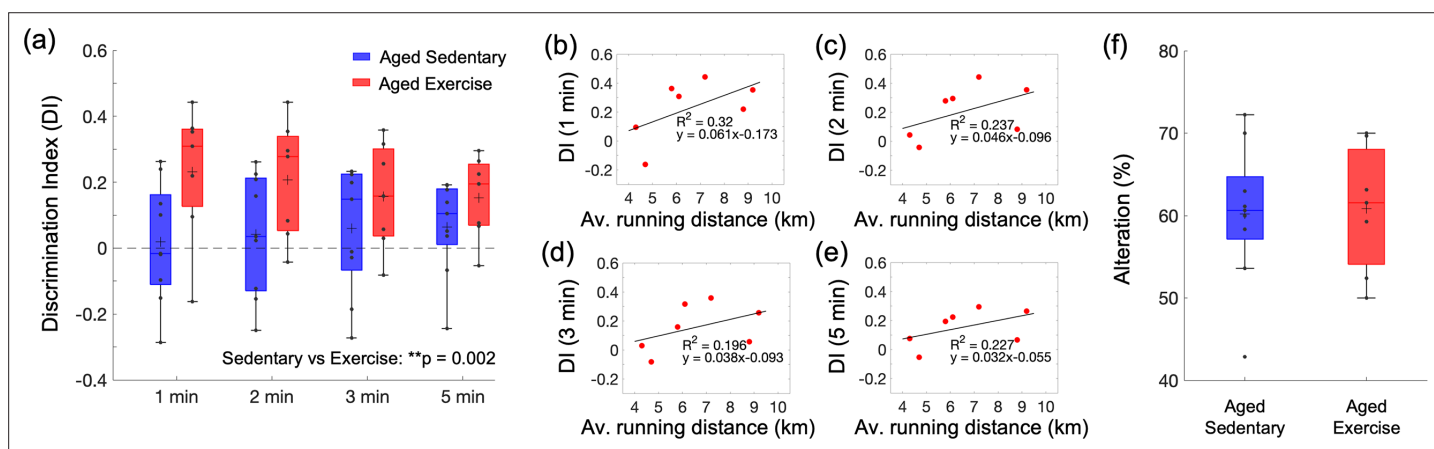 (a)
0.6
0.4
0.2
0
-0.2
-0.4
Discrimination Index (DI)
Aged Sedentary
Aged Exercise
Sedentary vs Exercise: **p = 0.002
1 min
2 min
3 min
5 min
(b)
0.6
0.4
0.2
0
-0.2
DI (1 min)
R² = 0.32
y = 0.061x-0.173
4 5 6 7 8 9 10
Av. running distance (km)
(c)
0.6
0.4
0.2
0
-0.2
DI (2 min)
R² = 0.237
y = 0.046x-0.096
4 5 6 7 8 9 10
Av. running distance (km)
(d)
0.6
0.4
0.2
0
-0.2
DI (3 min)
R² = 0.196
y = 0.038x-0.093
4 5 6 7 8 9 10
Av. running distance (km)
(e)
0.6
0.4
0.2
0
-0.2
DI (5 min)
R² = 0.227
y = 0.032x-0.055
4 5 6 7 8 9 10
Av. running distance (km)
(f)
80
70
60
50
40
Alteration (%)
Aged
Sedentary
Aged
Exercise